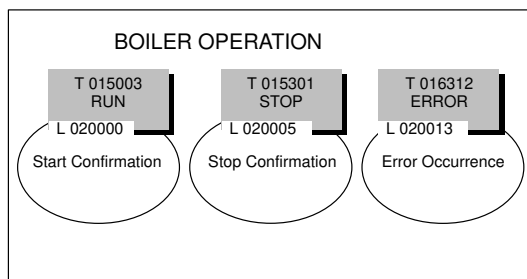 BOILER OPERATION
T 015003
RUN
L 020000
Start Confirmation
T 015301
STOP
L 020005
Stop Confirmation
T 016312
ERROR
L 020013
Error Occurrence